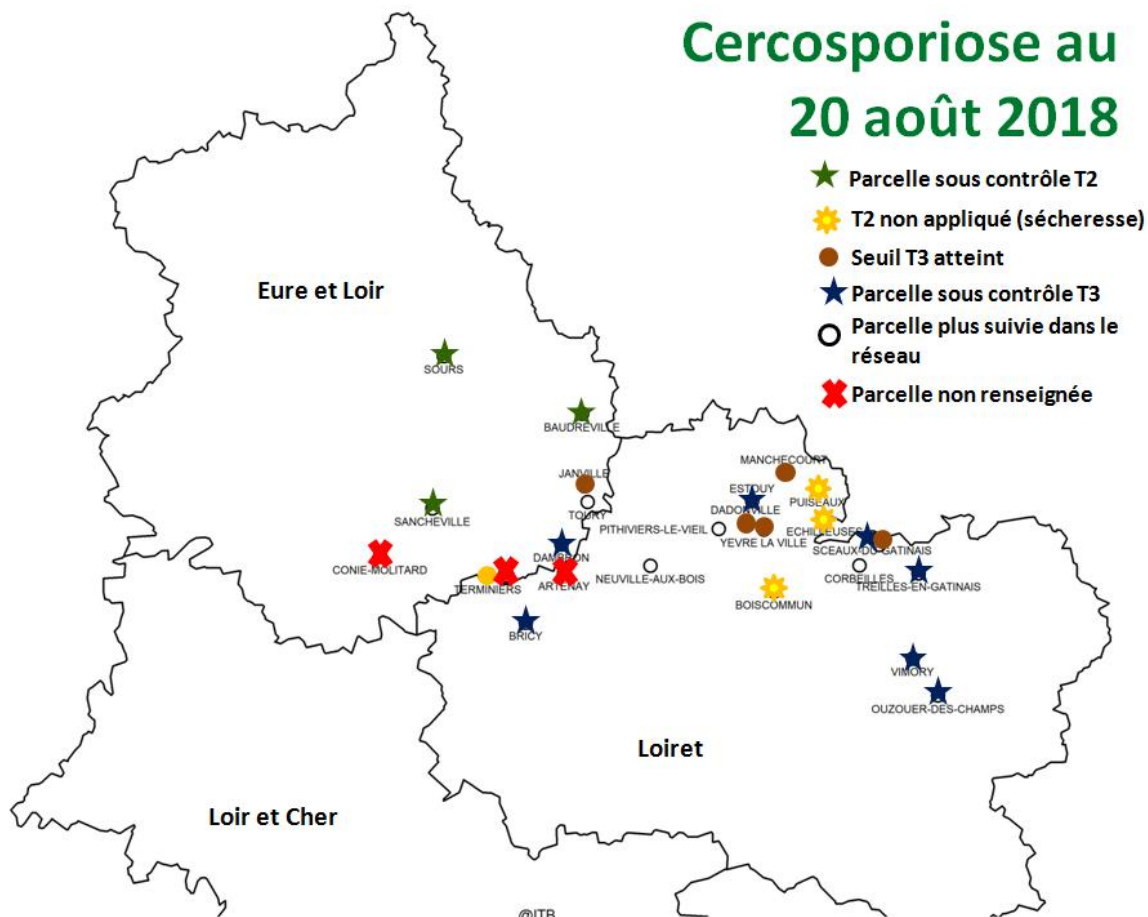 Cercosporiose au
20 août 2018
Parcelle sous contrôle T2
T2 non appliqué (sécheresse)
Seuil T3 atteint
Parcelle sous contrôle T3
Parcelle plus suivie dans le
réseau
Parcelle non renseignée
Eure et Loir
SOURS
BAUDREVILLE
MANCHECOURT
JANVILLE
ESTOUY
PUISEAUX
DADONVILLE
TOURY
SANCHEVILLE
PITHIVIERS-LE-VIEIL
ECHILLEUSES
YEVRE LA VILLE
SCEAUX-DU-GATINAIS
DAMBRON
CONIE-MOLITARD
NEUVILLE-AUX-BOIS
CORBEILLES
TERMINIERS
ARTENAY
TREILLES-EN-GATINAIS
BOISCOMMUN
BRICY
VIMORY
OUZOUER-DES-CHAMPS
Loiret
Loir et Cher
@ITB